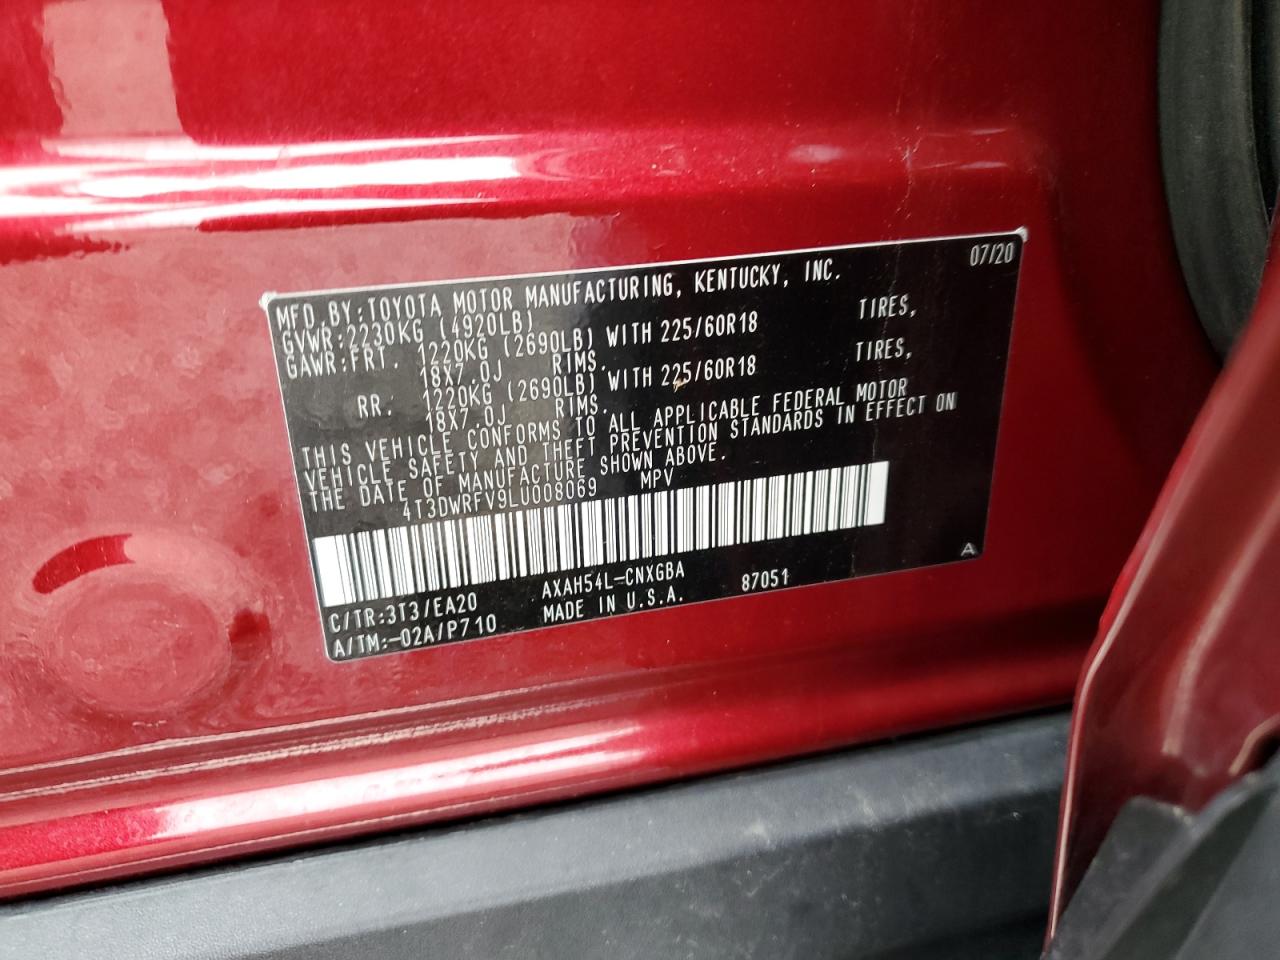 07/20
MFD. BY: TOYOTA MOTOR MANUFACTURING, KENTUCKY, INC.
GVWR: 2230KG (4920LB)
GAWR: FRT. 1220KG (2690LB) WITH 225/60R18 TIRES,
18X7.0J RIMS.
RR. 1220KG (2690LB) WITH 225/60R18 TIRES,
18X7.0J RIMS.
THIS VEHICLE CONFORMS TO ALL APPLICABLE FEDERAL MOTOR
VEHICLE SAFETY AND THEFT PREVENTION STANDARDS IN EFFECT ON
THE DATE OF MANUFACTURE SHOWN ABOVE.
4T3DWRFV9LU008069 MPV
C/TR:3T3/EA20 AXAH54L-CNXGBA 87051 A
A/TM:-02A/P710 MADE IN U.S.A.